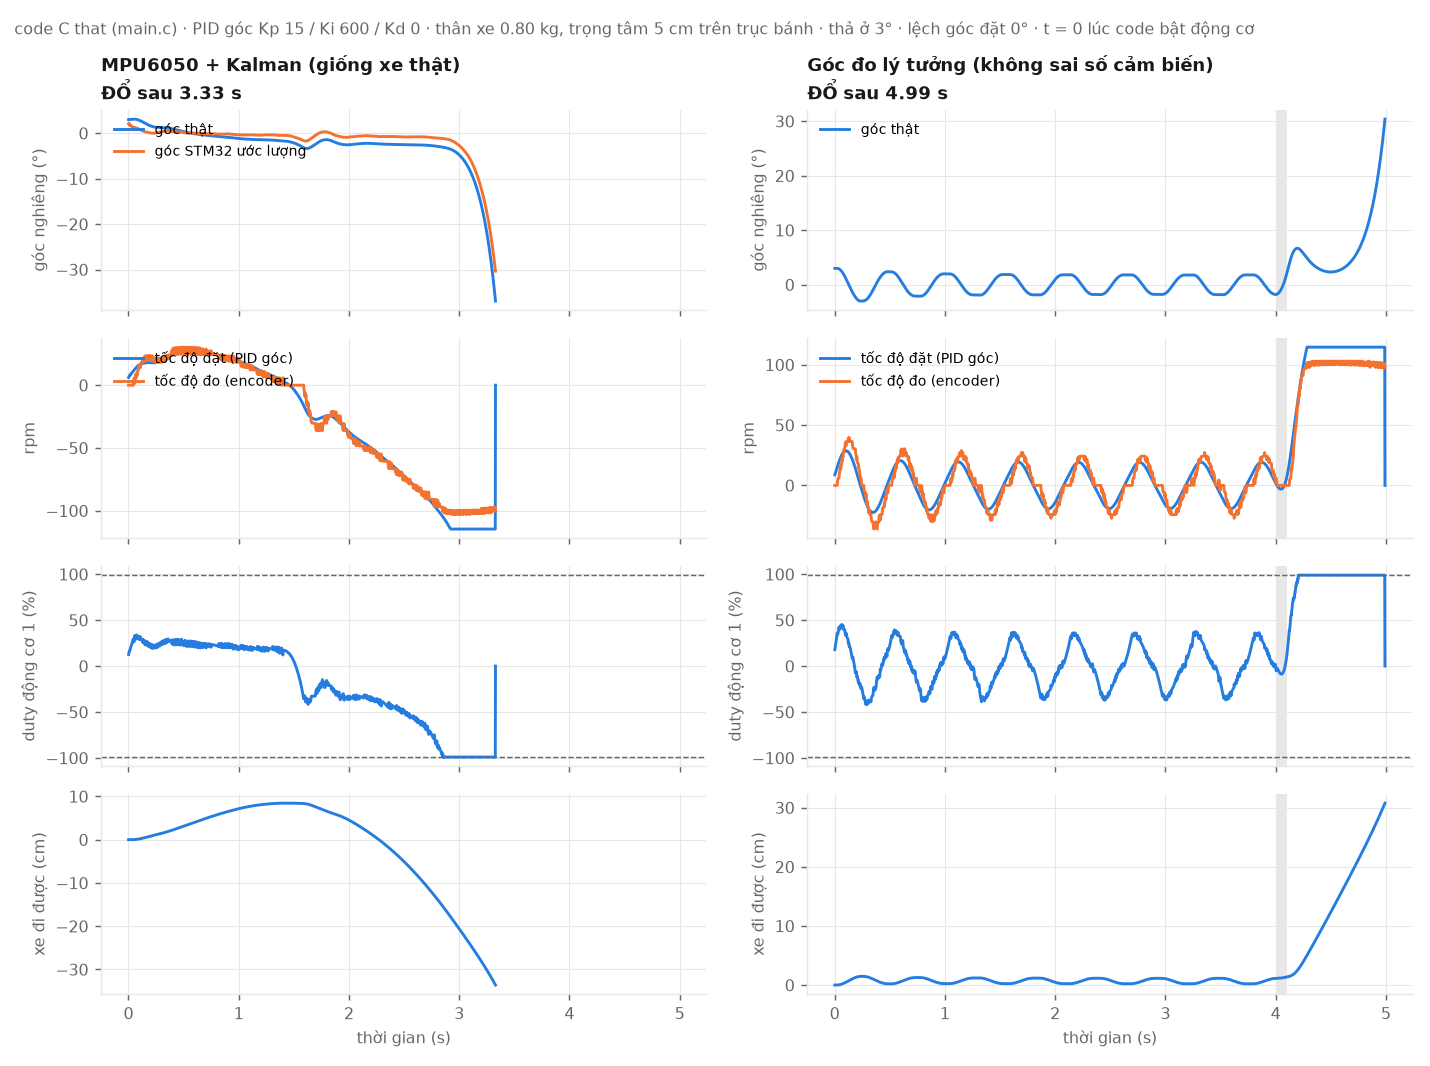 code C that (main.c) · PID góc Kp 15 / Ki 600 / Kd 0 · thân xe 0.80 kg, trọng tâm 5 cm trên trục bánh · thả ở 3° · lệch góc đặt 0° · t = 0 lúc code bật động cơ
MPU6050 + Kalman (giống xe thật)
ĐỔ sau 3.33 s
góc nghiêng (°)
0
−10
−20
−30
góc thật
góc STM32 ước lượng
rpm
0
−50
−100
tốc độ đặt (PID góc)
tốc độ đo (encoder)
duty động cơ 1 (%)
100
50
0
−50
−100
xe đi được (cm)
10
0
−10
−20
−30
0 1 2 3 4 5
thời gian (s)
Góc đo lý tưởng (không sai số cảm biến)
ĐỔ sau 4.99 s
góc nghiêng (°)
30
20
10
0
góc thật
rpm
100
50
0
tốc độ đặt (PID góc)
tốc độ đo (encoder)
duty động cơ 1 (%)
100
50
0
−50
−100
xe đi được (cm)
30
20
10
0
0 1 2 3 4 5
thời gian (s)